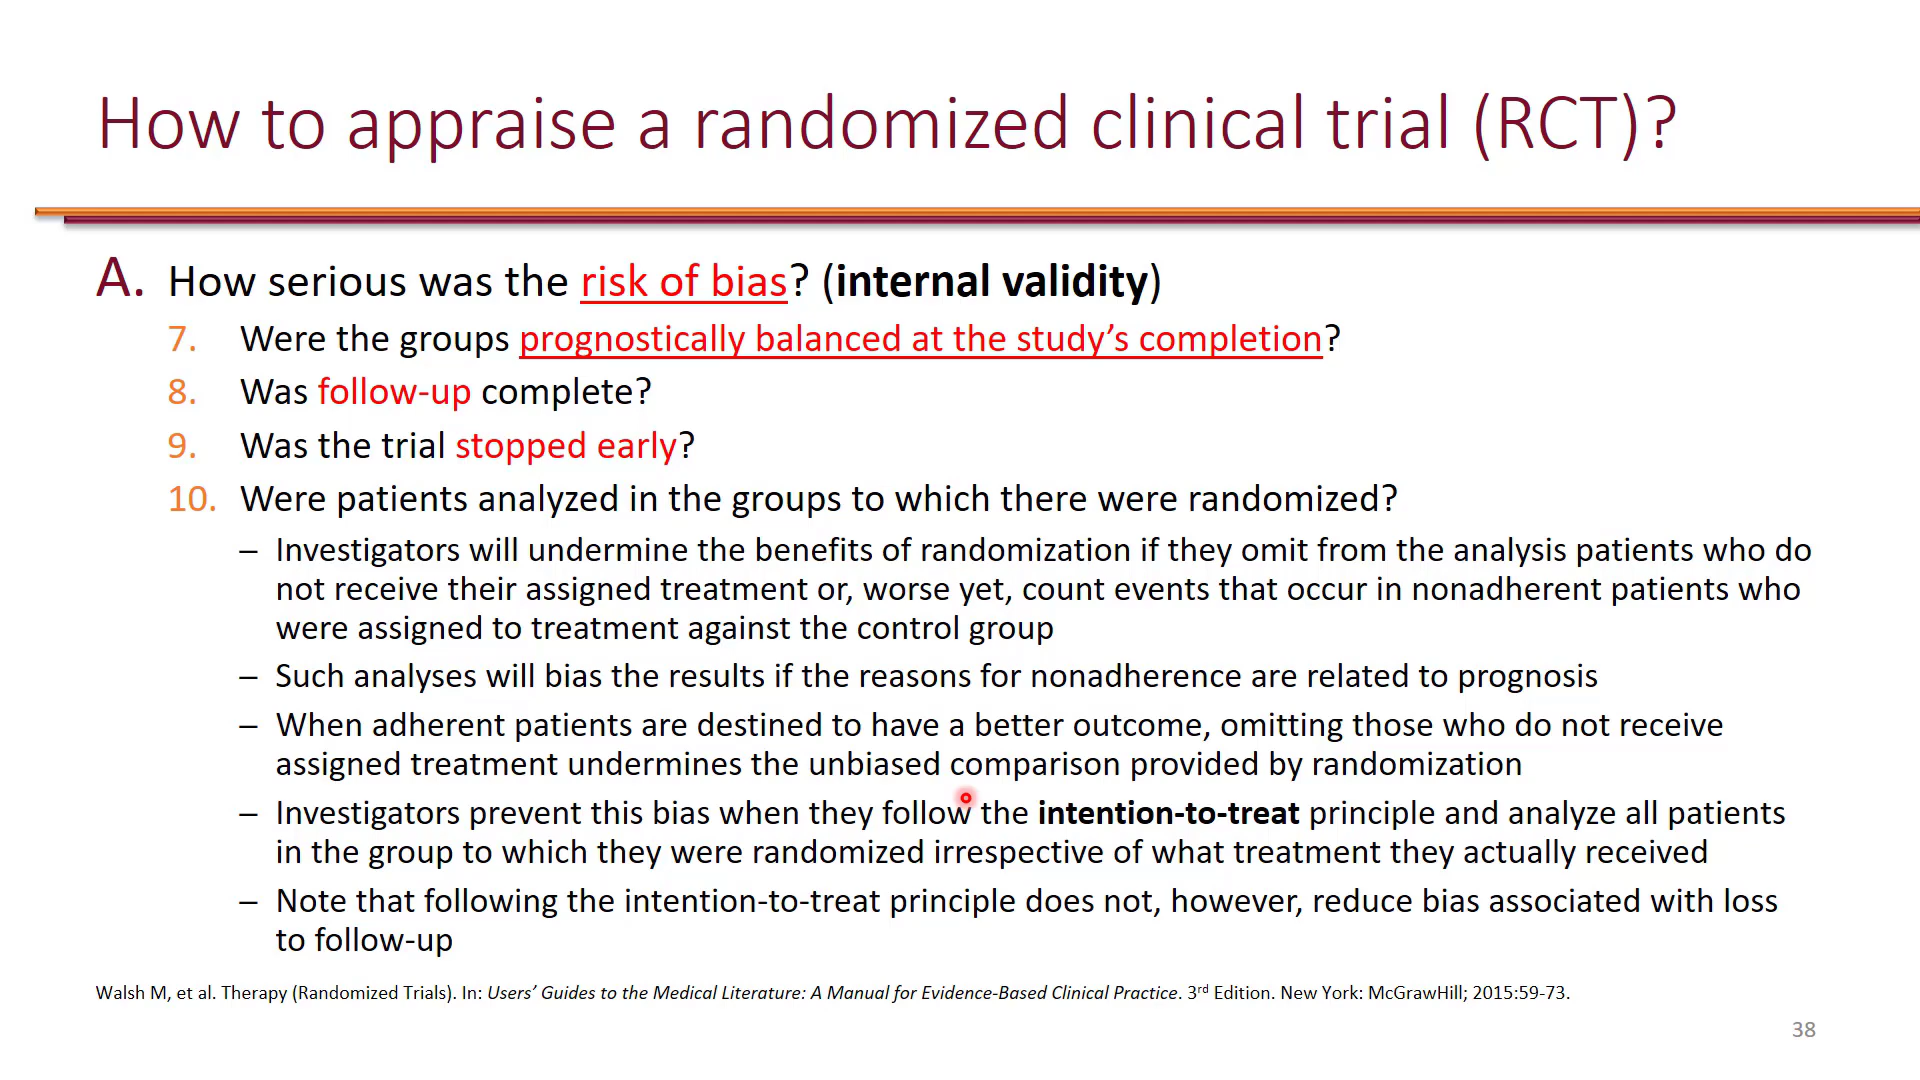 How to appraise a randomized clinical trial (RCT)?
A. How serious was the risk of bias? (internal validity)
7. Were the groups prognostically balanced at the study’s completion?
8. Was follow-up complete?
9. Was the trial stopped early?
10. Were patients analyzed in the groups to which there were randomized?
– Investigators will undermine the benefits of randomization if they omit from the analysis patients who do
not receive their assigned treatment or, worse yet, count events that occur in nonadherent patients who
were assigned to treatment against the control group
– Such analyses will bias the results if the reasons for nonadherence are related to prognosis
– When adherent patients are destined to have a better outcome, omitting those who do not receive
assigned treatment undermines the unbiased comparison provided by randomization
– Investigators prevent this bias when they follow the intention-to-treat principle and analyze all patients
in the group to which they were randomized irrespective of what treatment they actually received
– Note that following the intention-to-treat principle does not, however, reduce bias associated with loss
to follow-up
Walsh M, et al. Therapy (Randomized Trials). In: Users’ Guides to the Medical Literature: A Manual for Evidence-Based Clinical Practice. 3rd Edition. New York: McGrawHill; 2015:59-73.
38